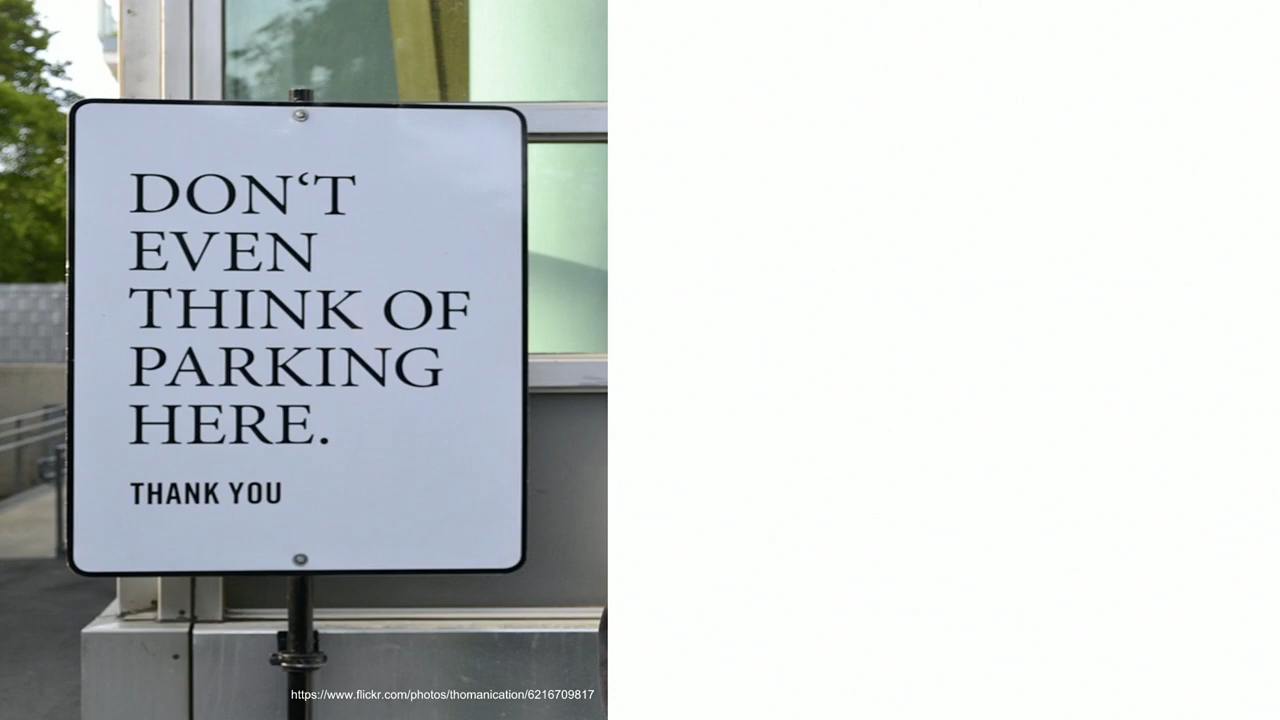 DON‘T
EVEN
THINK OF
PARKING
HERE.
THANK YOU
https://www.flickr.com/photos/thomanication/6216709817